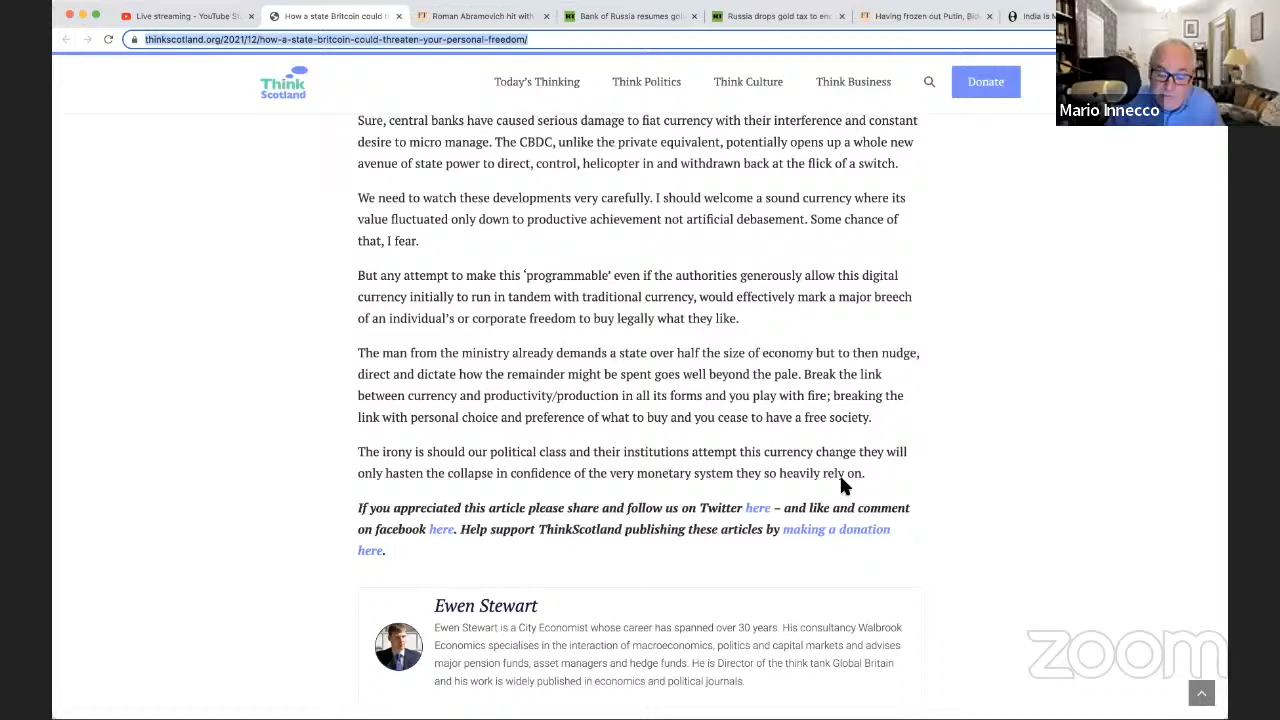 Live streaming - YouTube St
How a state Britcoin could t
Roman Abramovich hit with
Bank of Russia resumes gol
Russia drops gold tax to enc
Having frozen out Putin, Bid
India Is M
thinkscotland.org/2021/12/how-a-state-britcoin-could-threaten-your-personal-freedom/
Mario Innecco
Think
Scotland
Today's Thinking
Think Politics
Think Culture
Think Business
Donate
Sure, central banks have caused serious damage to fiat currency with their interference and constant
desire to micro manage. The CBDC, unlike the private equivalent, potentially opens up a whole new
avenue of state power to direct, control, helicopter in and withdrawn back at the flick of a switch.
We need to watch these developments very carefully. I should welcome a sound currency where its
value fluctuated only down to productive achievement not artificial debasement. Some chance of
that, I fear.
But any attempt to make this ‘programmable’ even if the authorities generously allow this digital
currency initially to run in tandem with traditional currency, would effectively mark a major breech
of an individual’s or corporate freedom to buy legally what they like.
The man from the ministry already demands a state over half the size of economy but to then nudge,
direct and dictate how the remainder might be spent goes well beyond the pale. Break the link
between currency and productivity/production in all its forms and you play with fire; breaking the
link with personal choice and preference of what to buy and you cease to have a free society.
The irony is should our political class and their institutions attempt this currency change they will
only hasten the collapse in confidence of the very monetary system they so heavily rely on.
If you appreciated this article please share and follow us on Twitter here – and like and comment
on facebook here. Help support ThinkScotland publishing these articles by making a donation
here.
Ewen Stewart
Ewen Stewart is a City Economist whose career has spanned over 30 years. His consultancy Walbrook
Economics specialises in the interaction of macroeconomics, politics and capital markets and advises
major pension funds, asset managers and hedge funds. He is Director of the think tank Global Britain
and his work is widely published in economics and political journals.
zoom